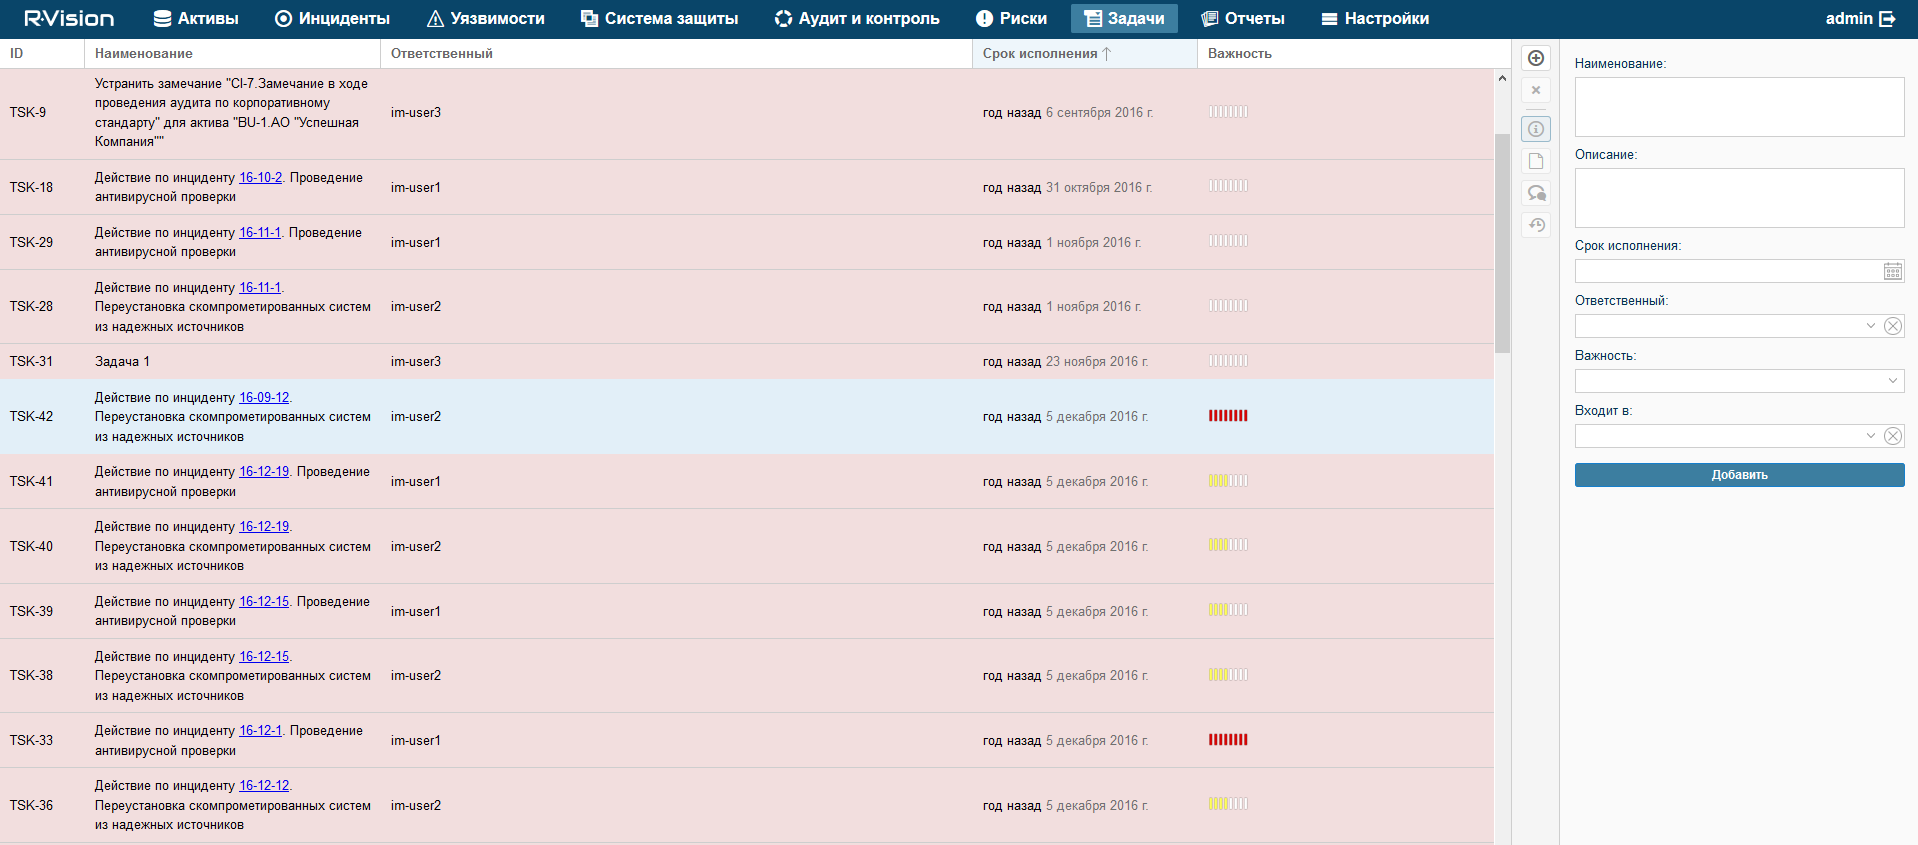 R-Vision Активы Инциденты Уязвимости Система защиты Аудит и контроль Риски Задачи Отчеты Настройки admin
ID Наименование Ответственный Срок исполнения Важность
TSK-9 Устранить замечание "CI-7.Замечание в ходе
проведения аудита по корпоративному
стандарту" для актива "BU-1.АО "Успешная
Компания""
im-user3 год назад 6 сентября 2016 г.
TSK-18 Действие по инциденту 16-10-2. Проведение
антивирусной проверки
im-user1 год назад 31 октября 2016 г.
TSK-29 Действие по инциденту 16-11-1. Проведение
антивирусной проверки
im-user1 год назад 1 ноября 2016 г.
TSK-28 Действие по инциденту 16-11-1.
Переустановка скомпрометированных систем
из надежных источников
im-user2 год назад 1 ноября 2016 г.
TSK-31 Задача 1 im-user3 год назад 23 ноября 2016 г.
TSK-42 Действие по инциденту 16-09-12.
Переустановка скомпрометированных систем
из надежных источников
im-user2 год назад 5 декабря 2016 г.
TSK-41 Действие по инциденту 16-12-19. Проведение
антивирусной проверки
im-user1 год назад 5 декабря 2016 г.
TSK-40 Действие по инциденту 16-12-19.
Переустановка скомпрометированных систем
из надежных источников
im-user2 год назад 5 декабря 2016 г.
TSK-39 Действие по инциденту 16-12-15. Проведение
антивирусной проверки
im-user1 год назад 5 декабря 2016 г.
TSK-38 Действие по инциденту 16-12-15.
Переустановка скомпрометированных систем
из надежных источников
im-user2 год назад 5 декабря 2016 г.
TSK-33 Действие по инциденту 16-12-1. Проведение
антивирусной проверки
im-user1 год назад 5 декабря 2016 г.
TSK-36 Действие по инциденту 16-12-12.
Переустановка скомпрометированных систем
из надежных источников
im-user2 год назад 5 декабря 2016 г.
Наименование:
Описание:
Срок исполнения:
Ответственный:
Важность:
Входит в:
Добавить